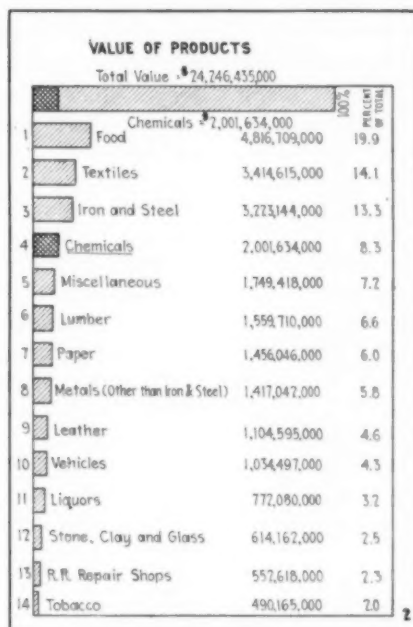 VALUE OF PRODUCTS
Total Value = $24,246,435,000
100%
PERCENT OF TOTAL
Chemicals = $2,001,634,000
1 Food 4,816,709,000 19.9
2 Textiles 3,414,615,000 14.1
3 Iron and Steel 3,223,144,000 13.3
4 Chemicals 2,001,634,000 8.3
5 Miscellaneous 1,749,418,000 7.2
6 Lumber 1,559,710,000 6.6
7 Paper 1,456,046,000 6.0
8 Metals (Other than Iron & Steel) 1,417,042,000 5.8
9 Leather 1,104,595,000 4.6
10 Vehicles 1,034,497,000 4.3
11 Liquors 772,080,000 3.2
12 Stone, Clay and Glass 614,162,000 2.5
13 R.R. Repair Shops 552,618,000 2.3
14 Tobacco 490,165,000 2.0
2